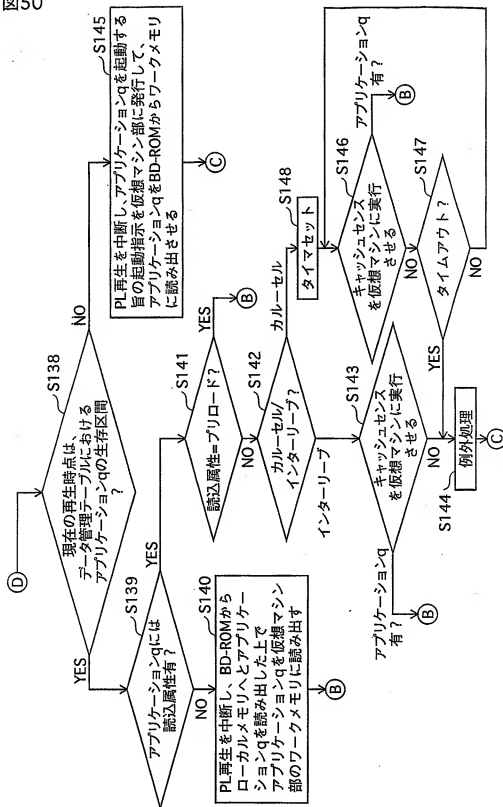 図50
D
S138
現在の再生時点は、
データ管理テーブルにおける
アプリケーションqの生存区間
?
YES
NO
S145
PL再生を中断し、アプリケーションqを起動する
旨の起動指示を仮想マシン部に発行して、
アプリケーションqをBD-ROMからワークメモリ
に読み出させる
C
S139
アプリケーションqには
読込属性有?
YES
NO
S140
PL再生を中断し、BD-ROMから
ローカルメモリへとアプリケー
ションqを読み出した上で
アプリケーションqを仮想マシン
部のワークメモリに読み出す
B
S141
読込属性=プリロード?
YES
B
NO
S142
カルーセル/
インターリーブ?
カルーセル
インターリーブ
S148
タイマセット
S143
キャッシュセンス
を仮想マシンに実行
させる
アプリケーションq
有?
B
NO
S144
例外処理
C
S146
キャッシュセンス
を仮想マシンに実行
させる
アプリケーションq
有?
B
NO
S147
タイムアウト?
YES
NO